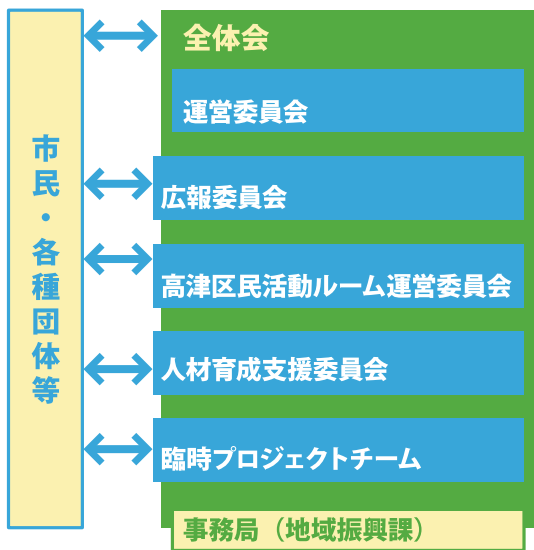 市民・各種団体等
全体会
運営委員会
広報委員会
高津区民活動ルーム運営委員会
人材育成支援委員会
臨時プロジェクトチーム
事務局（地域振興課）